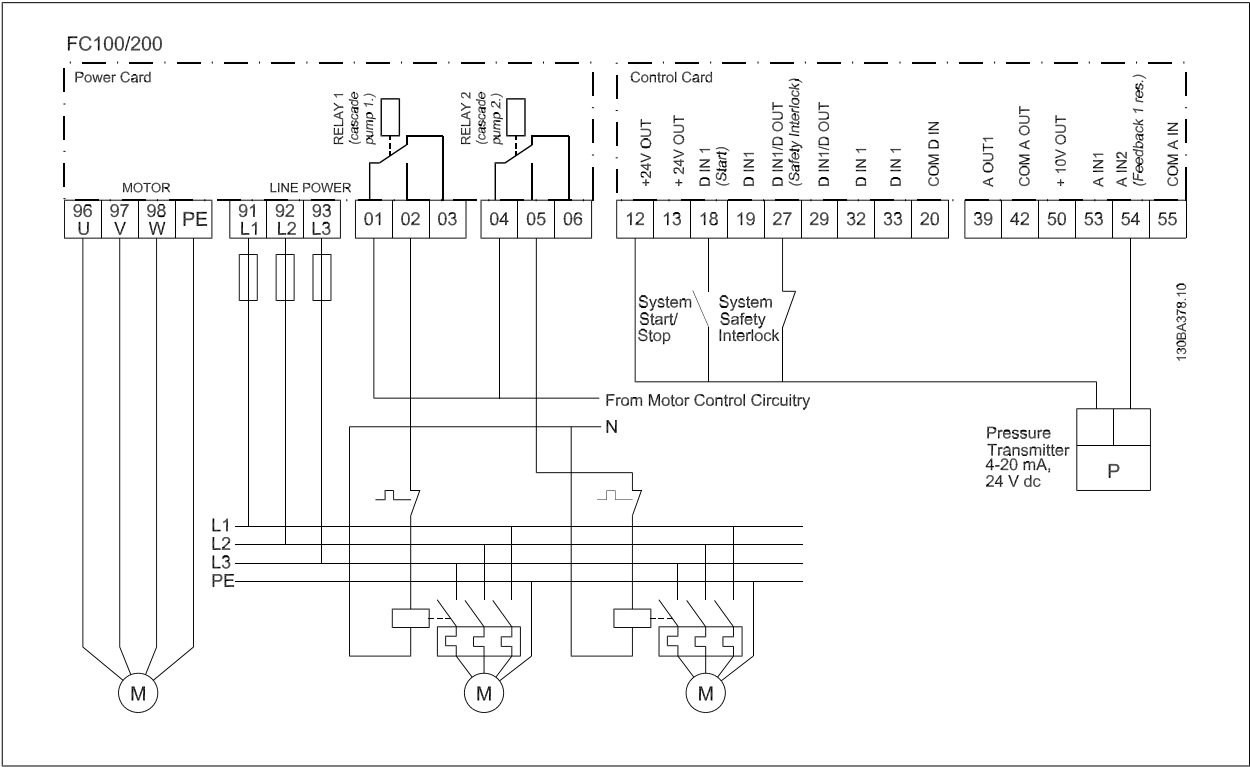 FC100/200
Power Card
Control Card
RELAY 1
(cascade
pump 1.)
RELAY 2
(cascade
pump 2.)
+24V OUT
+ 24V OUT
D IN 1
(Start)
D IN1
D IN1/D OUT
(Safety Interlock)
D IN1/D OUT
D IN 1
D IN 1
COM D IN
A OUT1
COM A OUT
+ 10V OUT
A IN1
A IN2
(Feedback 1 res.)
COM A IN
MOTOR
LINE POWER
96 97 98 PE 91 92 93 01 02 03 04 05 06 12 13 18 19 27 29 32 33 20 39 42 50 53 54 55
U V W L1 L2 L3
130BA378.10
System
Start/
Stop
System
Safety
Interlock
From Motor Control Circuitry
N
Pressure
Transmitter
4-20 mA,
24 V dc
P
L1
L2
L3
PE
M M M